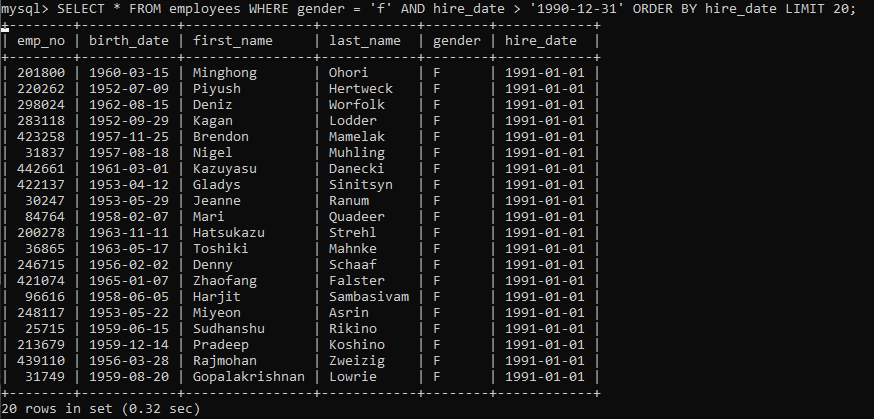 mysql> SELECT * FROM employees WHERE gender = 'f' AND hire_date > '1990-12-31' ORDER BY hire_date LIMIT 20;
+--------+------------+----------------+------------+--------+------------+
| emp_no | birth_date | first_name     | last_name  | gender | hire_date  |
+--------+------------+----------------+------------+--------+------------+
| 201800 | 1960-03-15 | Minghong       | Ohori      | F      | 1991-01-01 |
| 220262 | 1952-07-09 | Piyush         | Hertweck   | F      | 1991-01-01 |
| 298024 | 1962-08-15 | Deniz          | Worfolk    | F      | 1991-01-01 |
| 283118 | 1952-09-29 | Kagan          | Lodder     | F      | 1991-01-01 |
| 423258 | 1957-11-25 | Brendon        | Mamelak    | F      | 1991-01-01 |
|  31837 | 1957-08-18 | Nigel          | Muhling    | F      | 1991-01-01 |
| 442661 | 1961-03-01 | Kazuyasu       | Danecki    | F      | 1991-01-01 |
| 422137 | 1953-04-12 | Gladys         | Sinitsyn   | F      | 1991-01-01 |
|  30247 | 1953-05-29 | Jeanne         | Ranum      | F      | 1991-01-01 |
|  84764 | 1958-02-07 | Mari           | Quadeer    | F      | 1991-01-01 |
| 200278 | 1963-11-11 | Hatsukazu      | Strehl     | F      | 1991-01-01 |
|  36865 | 1963-05-17 | Toshiki        | Mahnke     | F      | 1991-01-01 |
| 246715 | 1956-02-02 | Denny          | Schaaf     | F      | 1991-01-01 |
| 421074 | 1965-01-07 | Zhaofang       | Falster    | F      | 1991-01-01 |
|  96616 | 1958-06-05 | Harjit         | Sambasivam | F      | 1991-01-01 |
| 248117 | 1953-05-22 | Miyeon         | Asrin      | F      | 1991-01-01 |
|  25715 | 1959-06-15 | Sudhanshu      | Rikino     | F      | 1991-01-01 |
| 213679 | 1959-12-14 | Pradeep        | Koshino    | F      | 1991-01-01 |
| 439110 | 1956-03-28 | Rajmohan       | Zweizig    | F      | 1991-01-01 |
|  31749 | 1959-08-20 | Gopalakrishnan | Lowrie     | F      | 1991-01-01 |
+--------+------------+----------------+------------+--------+------------+
20 rows in set (0.32 sec)